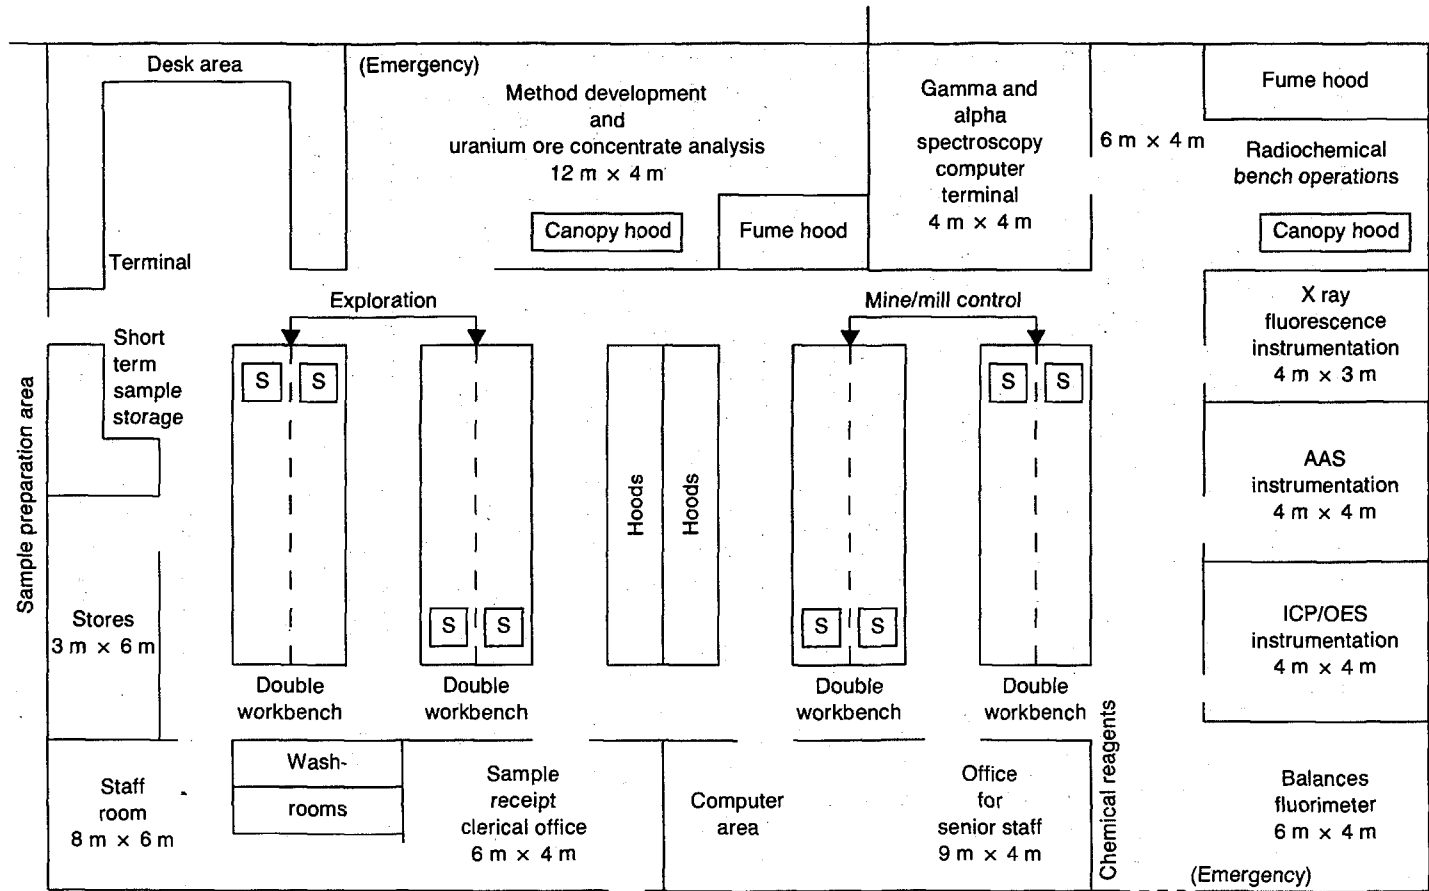 Desk area
(Emergency)
Method development
and
uranium ore concentrate analysis
12 m × 4 m
Canopy hood
Fume hood
Gamma and
alpha
spectroscopy
computer
terminal
4 m × 4 m
6 m × 4 m
Fume hood
Radiochemical
bench operations
Canopy hood
Terminal
Exploration
Mine/mill control
X ray
fluorescence
instrumentation
4 m × 3 m
Short
term
sample
storage
Sample preparation area
S
S
S
S
Hoods
Hoods
S
S
S
S
AAS
instrumentation
4 m × 4 m
Stores
3 m × 6 m
ICP/OES
instrumentation
4 m × 4 m
Double
workbench
Double
workbench
Double
workbench
Double
workbench
Chemical reagents
Staff
room
8 m × 6 m
Wash-
rooms
Sample
receipt
clerical office
6 m × 4 m
Computer
area
Office
for
senior staff
9 m × 4 m
Balances
fluorimeter
6 m × 4 m
(Emergency)